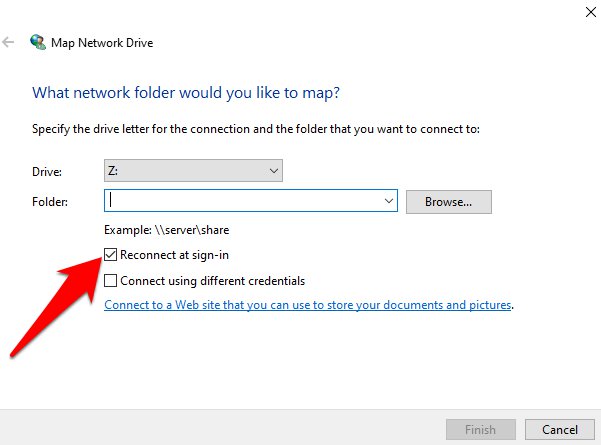 Map Network Drive
What network folder would you like to map?
Specify the drive letter for the connection and the folder that you want to connect to:
Drive: Z:
Folder: Browse...
Example: \\server\share
Reconnect at sign-in
Connect using different credentials
Connect to a Web site that you can use to store your documents and pictures.
Finish Cancel